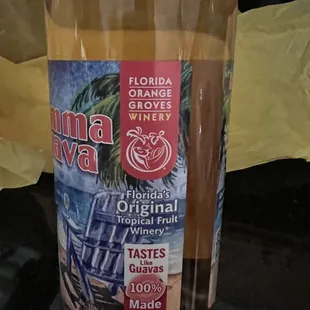 FLORIDA
ORANGE
GROVES
WINERY
mma
ava
Florida's
Original
Tropical Fruit
Winery
TASTES
Like
Guavas
100%
Made